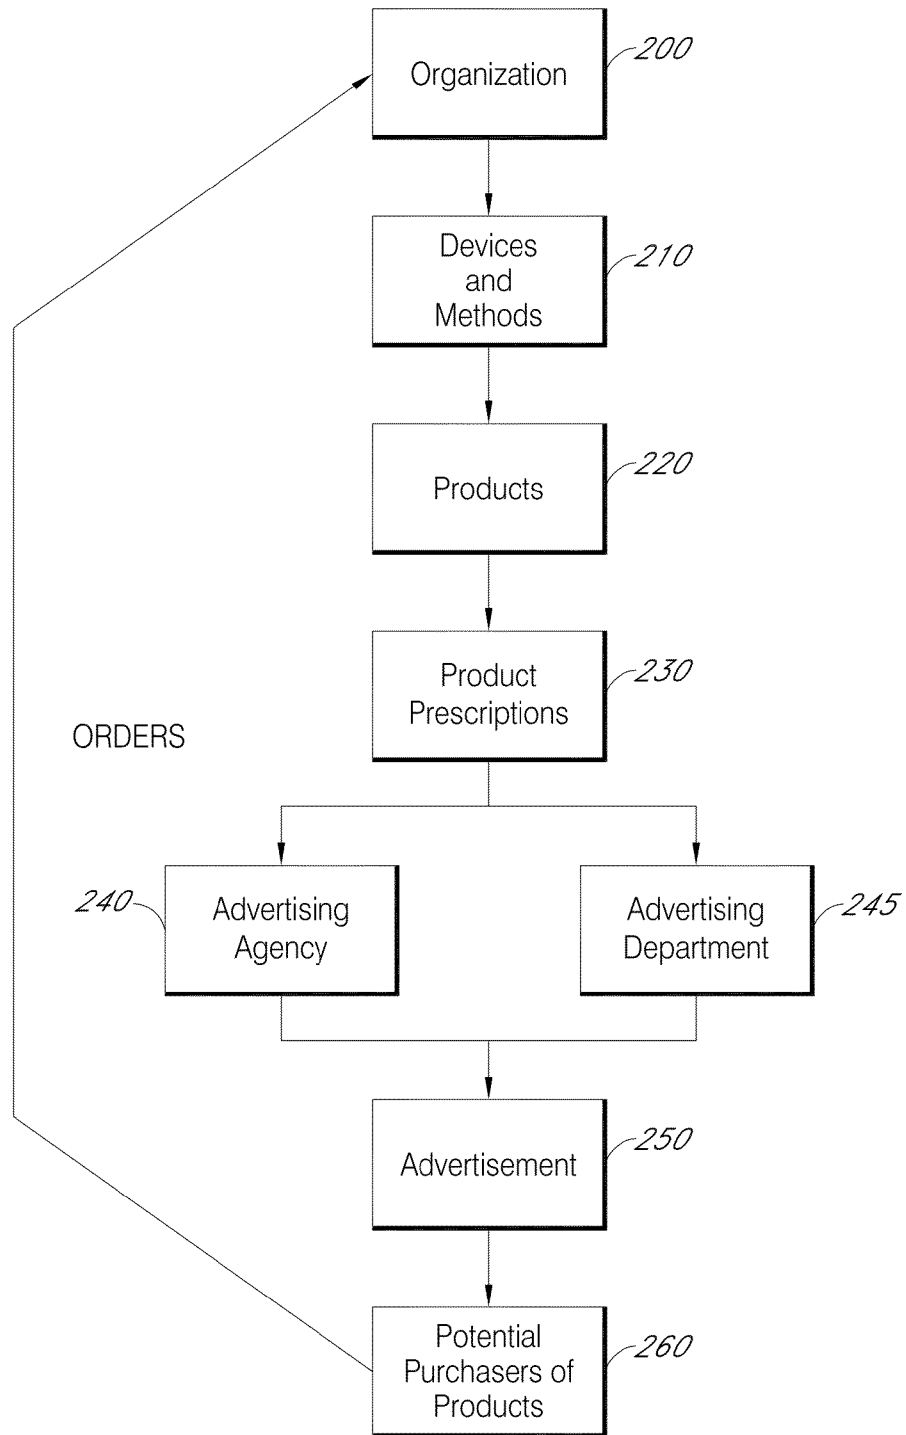 Organization
200
Devices
and
Methods
210
Products
220
Product
Prescriptions
230
ORDERS
240
Advertising
Agency
Advertising
Department
245
Advertisement
250
Potential
Purchasers of
Products
260